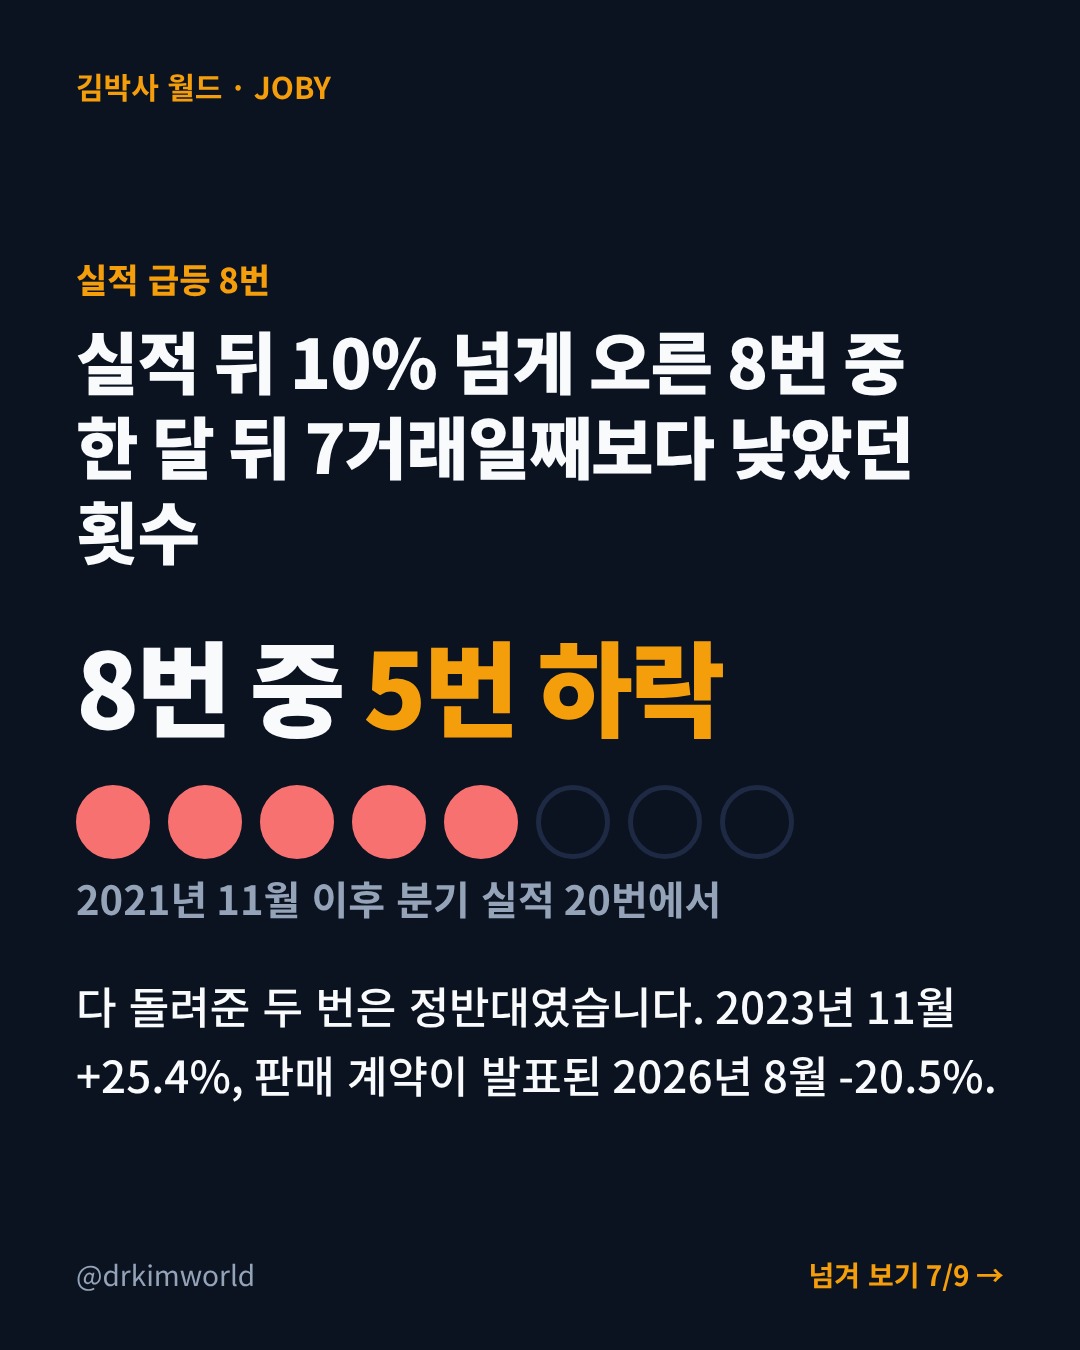 김박사 월드 · JOBY
실적 급등 8번
실적 뒤 10% 넘게 오른 8번 중
한 달 뒤 7거래일째보다 낮았던
횟수
8번 중 5번 하락
2021년 11월 이후 분기 실적 20번에서
다 돌려준 두 번은 정반대였습니다. 2023년 11월
+25.4%, 판매 계약이 발표된 2026년 8월 -20.5%.
@drkimworld
넘겨 보기 7/9 →